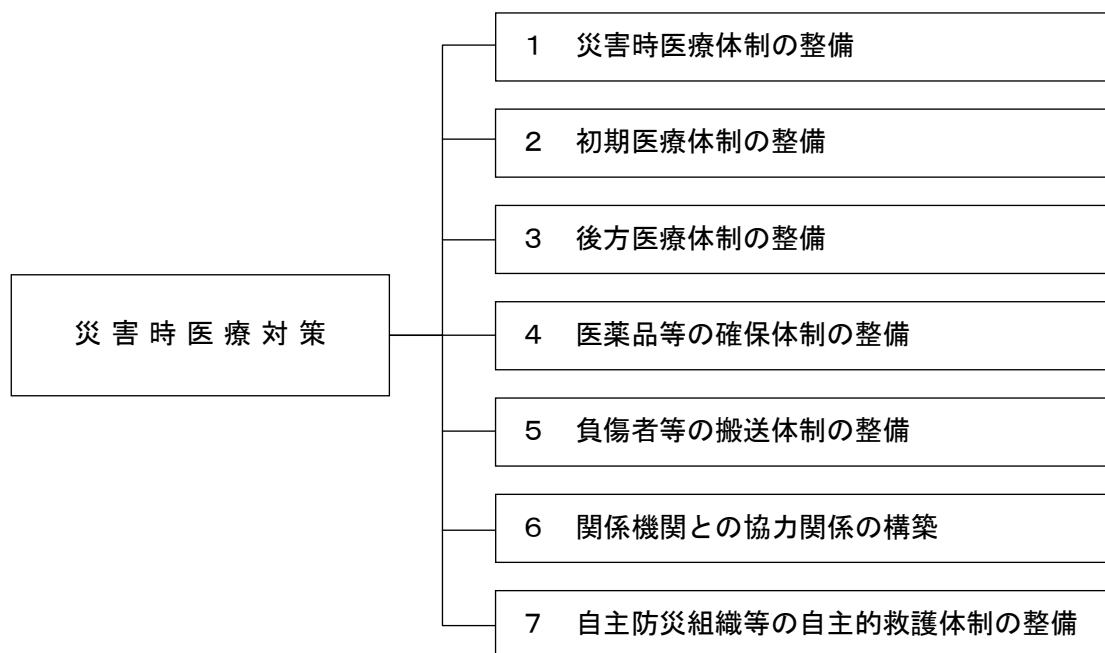 災害時医療対策
1 災害時医療体制の整備
2 初期医療体制の整備
3 後方医療体制の整備
4 医薬品等の確保体制の整備
5 負傷者等の搬送体制の整備
6 関係機関との協力関係の構築
7 自主防災組織等の自主的救護体制の整備